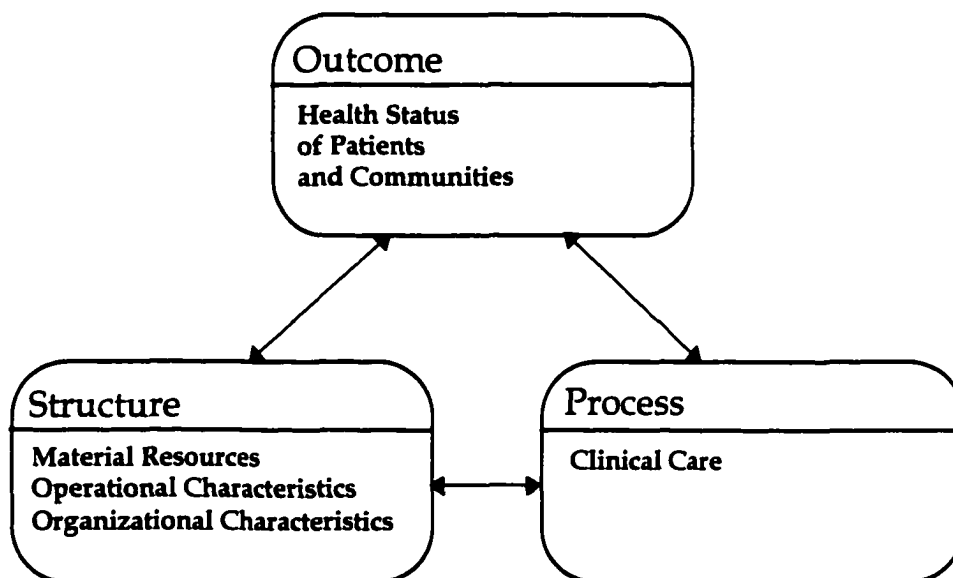 Outcome
Health Status
of Patients
and Communities
Structure
Material Resources
Operational Characteristics
Organizational Characteristics
Process
Clinical Care